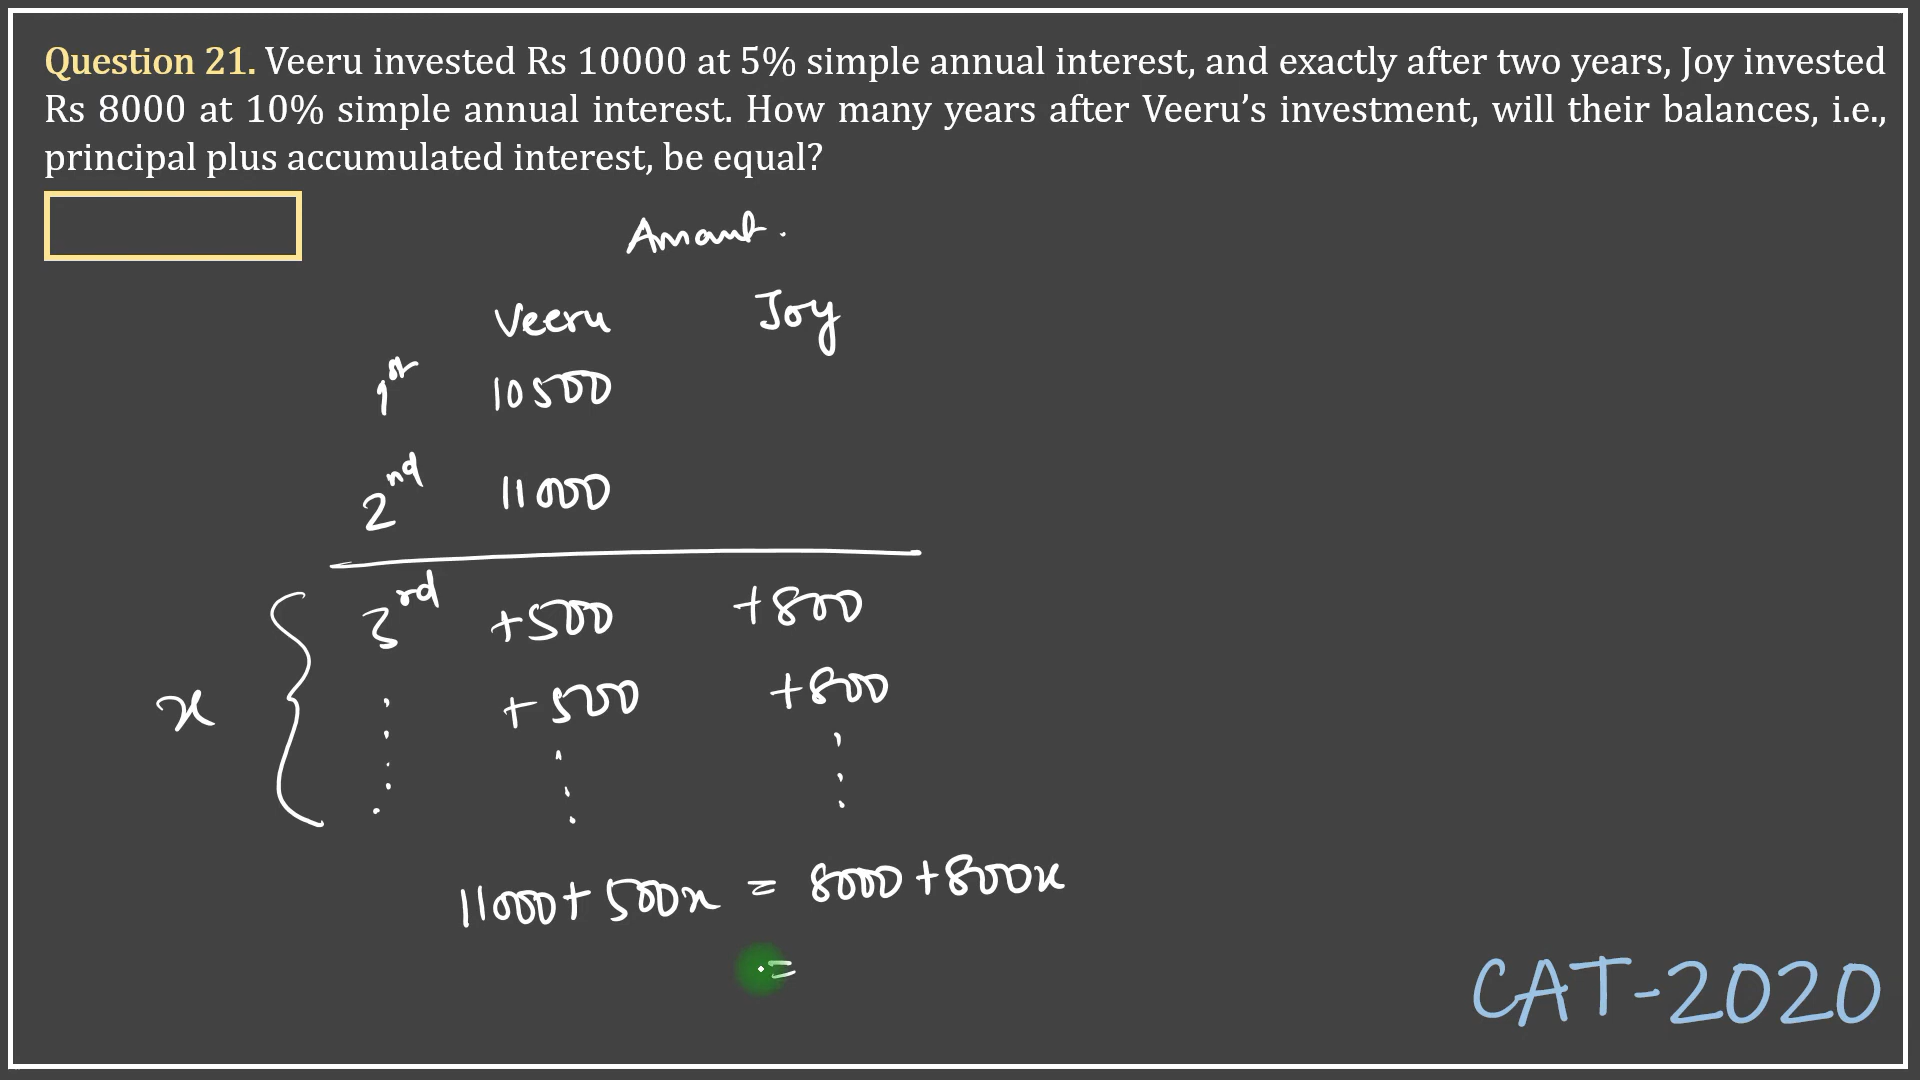 Question 21. Veeru invested Rs 10000 at 5% simple annual interest, and exactly after two years, Joy invested
Rs 8000 at 10% simple annual interest. How many years after Veeru’s investment, will their balances, i.e.,
principal plus accumulated interest, be equal?
Amount.
Veeru Joy
1st 10500
2nd 11000
3rd +500 +800
x +500 +800
11000+500x = 8000+800x
=
CAT-2020